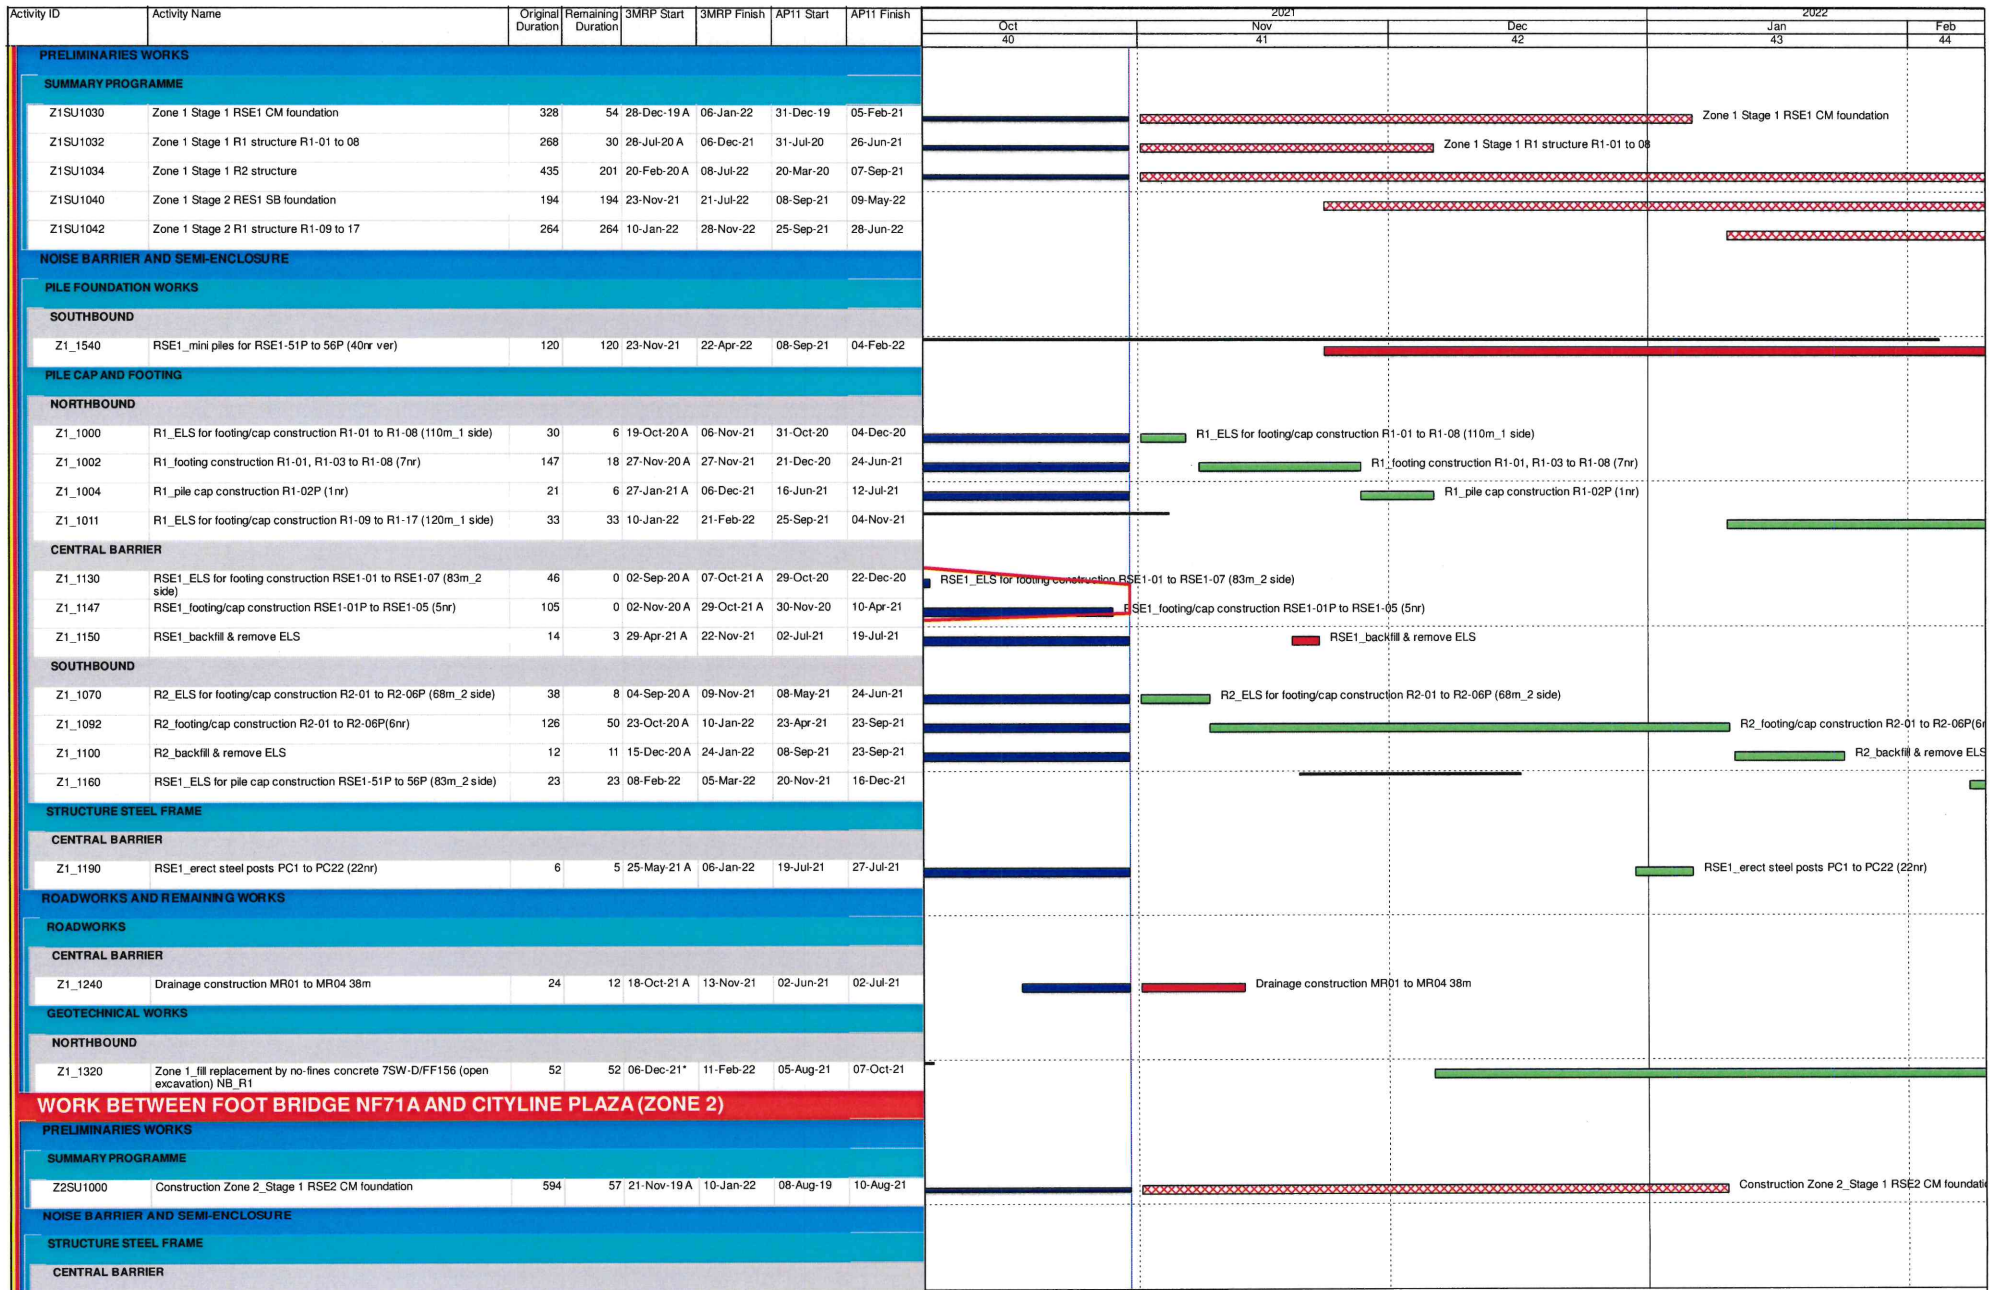 Activity ID Activity Name Original Duration Remaining Duration 3MRP Start 3MRP Finish AP11 Start AP11 Finish
2021 2022
Oct Nov Dec Jan Feb
40 41 42 43 44
PRELIMINARIES WORKS
SUMMARY PROGRAMME
Z1SU1030 Zone 1 Stage 1 RSE1 CM foundation 328 54 28-Dec-19 A 06-Jan-22 31-Dec-19 05-Feb-21 Zone 1 Stage 1 RSE1 CM foundation
Z1SU1032 Zone 1 Stage 1 R1 structure R1-01 to 08 268 30 28-Jul-20 A 06-Dec-21 31-Jul-20 26-Jun-21 Zone 1 Stage 1 R1 structure R1-01 to 08
Z1SU1034 Zone 1 Stage 1 R2 structure 435 201 20-Feb-20 A 08-Jul-22 20-Mar-20 07-Sep-21
Z1SU1040 Zone 1 Stage 2 RES1 SB foundation 194 194 23-Nov-21 21-Jul-22 08-Sep-21 09-May-22
Z1SU1042 Zone 1 Stage 2 R1 structure R1-09 to 17 264 264 10-Jan-22 28-Nov-22 25-Sep-21 28-Jun-22
NOISE BARRIER AND SEMI-ENCLOSURE
PILE FOUNDATION WORKS
SOUTHBOUND
Z1_1540 RSE1_mini piles for RSE1-51P to 56P (40nr ver) 120 120 23-Nov-21 22-Apr-22 08-Sep-21 04-Feb-22
PILE CAP AND FOOTING
NORTHBOUND
Z1_1000 R1_ELS for footing/cap construction R1-01 to R1-08 (110m_1 side) 30 6 19-Oct-20 A 06-Nov-21 31-Oct-20 04-Dec-20 R1_ELS for footing/cap construction R1-01 to R1-08 (110m_1 side)
Z1_1002 R1_footing construction R1-01, R1-03 to R1-08 (7nr) 147 18 27-Nov-20 A 27-Nov-21 21-Dec-20 24-Jun-21 R1_footing construction R1-01, R1-03 to R1-08 (7nr)
Z1_1004 R1_pile cap construction R1-02P (1nr) 21 6 27-Jan-21 A 06-Dec-21 16-Jun-21 12-Jul-21 R1_pile cap construction R1-02P (1nr)
Z1_1011 R1_ELS for footing/cap construction R1-09 to R1-17 (120m_1 side) 33 33 10-Jan-22 21-Feb-22 25-Sep-21 04-Nov-21
CENTRAL BARRIER
Z1_1130 RSE1_ELS for footing construction RSE1-01 to RSE1-07 (83m_2 46 0 02-Sep-20 A 07-Oct-21 A 29-Oct-20 22-Dec-20 RSE1_ELS for footing construction RSE1-01 to RSE1-07 (83m_2 side)
side)
Z1_1147 RSE1_footing/cap construction RSE1-01P to RSE1-05 (5nr) 105 0 02-Nov-20 A 29-Oct-21 A 30-Nov-20 10-Apr-21 RSE1_footing/cap construction RSE1-01P to RSE1-05 (5nr)
Z1_1150 RSE1_backfill & remove ELS 14 3 29-Apr-21 A 22-Nov-21 02-Jul-21 19-Jul-21 RSE1_backfill & remove ELS
SOUTHBOUND
Z1_1070 R2_ELS for footing/cap construction R2-01 to R2-06P (68m_2 side) 38 8 04-Sep-20 A 09-Nov-21 08-May-21 24-Jun-21 R2_ELS for footing/cap construction R2-01 to R2-06P (68m_2 side)
Z1_1092 R2_footing/cap construction R2-01 to R2-06P(6nr) 126 50 23-Oct-20 A 10-Jan-22 23-Apr-21 23-Sep-21 R2_footing/cap construction R2-01 to R2-06P(6n
Z1_1100 R2_backfill & remove ELS 12 11 15-Dec-20 A 24-Jan-22 08-Sep-21 23-Sep-21 R2_backfill & remove ELS
Z1_1160 RSE1_ELS for pile cap construction RSE1-51P to 56P (83m_2 side) 23 23 08-Feb-22 05-Mar-22 20-Nov-21 16-Dec-21
STRUCTURE STEEL FRAME
CENTRAL BARRIER
Z1_1190 RSE1_erect steel posts PC1 to PC22 (22nr) 6 5 25-May-21 A 06-Jan-22 19-Jul-21 27-Jul-21 RSE1_erect steel posts PC1 to PC22 (22nr)
ROADWORKS AND REMAINING WORKS
ROADWORKS
CENTRAL BARRIER
Z1_1240 Drainage construction MR01 to MR04 38m 24 12 18-Oct-21 A 13-Nov-21 02-Jun-21 02-Jul-21 Drainage construction MR01 to MR04 38m
GEOTECHNICAL WORKS
NORTHBOUND
Z1_1320 Zone 1_fill replacement by no-fines concrete 7SW-D/FF156 (open 52 52 06-Dec-21* 11-Feb-22 05-Aug-21 07-Oct-21
excavation) NB_R1
WORK BETWEEN FOOT BRIDGE NF71A AND CITYLINE PLAZA (ZONE 2)
PRELIMINARIES WORKS
SUMMARY PROGRAMME
Z2SU1000 Construction Zone 2_Stage 1 RSE2 CM foundation 594 57 21-Nov-19 A 10-Jan-22 08-Aug-19 10-Aug-21 Construction Zone 2_Stage 1 RSE2 CM foundati
NOISE BARRIER AND SEMI-ENCLOSURE
STRUCTURE STEEL FRAME
CENTRAL BARRIER